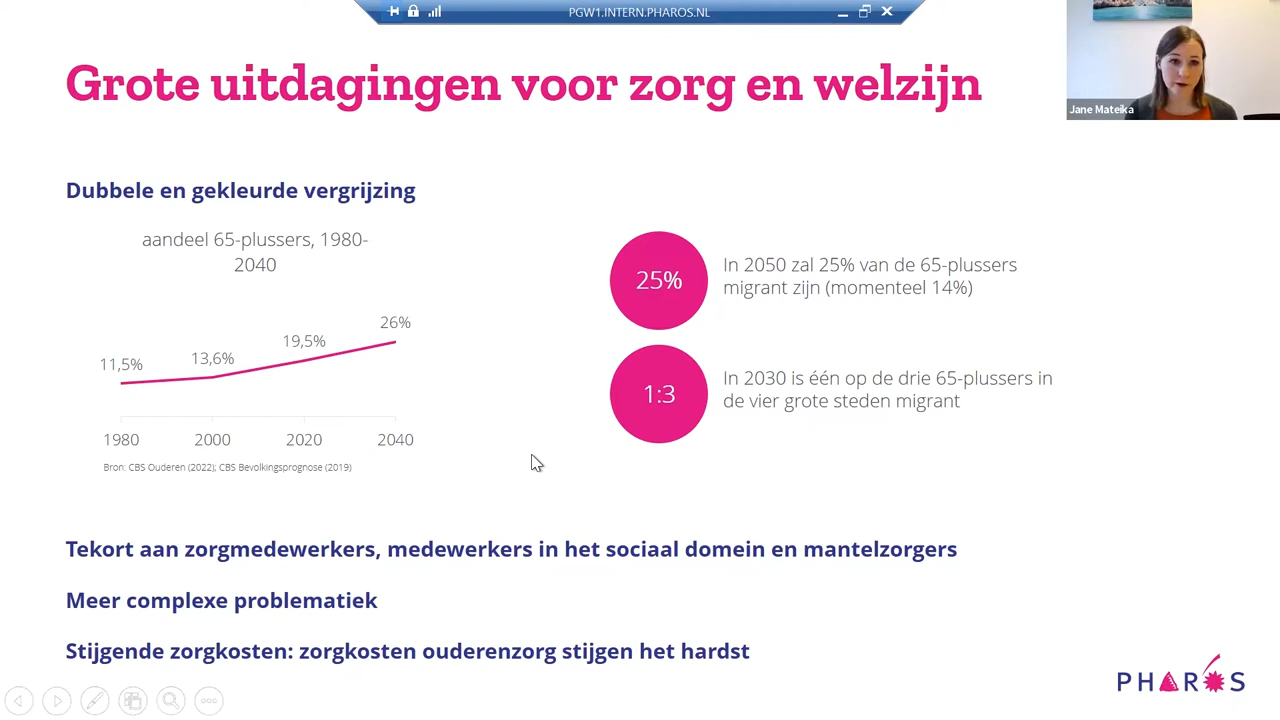 PGW1.INTERN.PHAROS.NL
Grote uitdagingen voor zorg en welzijn
Jane Mateika
Dubbele en gekleurde vergrijzing
aandeel 65-plussers, 1980-
2040
11,5%
13,6%
19,5%
26%
1980
2000
2020
2040
Bron: CBS Ouderen (2022); CBS Bevolkingsprognose (2019)
25%
In 2050 zal 25% van de 65-plussers
migrant zijn (momenteel 14%)
1:3
In 2030 is één op de drie 65-plussers in
de vier grote steden migrant
Tekort aan zorgmedewerkers, medewerkers in het sociaal domein en mantelzorgers
Meer complexe problematiek
Stijgende zorgkosten: zorgkosten ouderenzorg stijgen het hardst
PHAROS